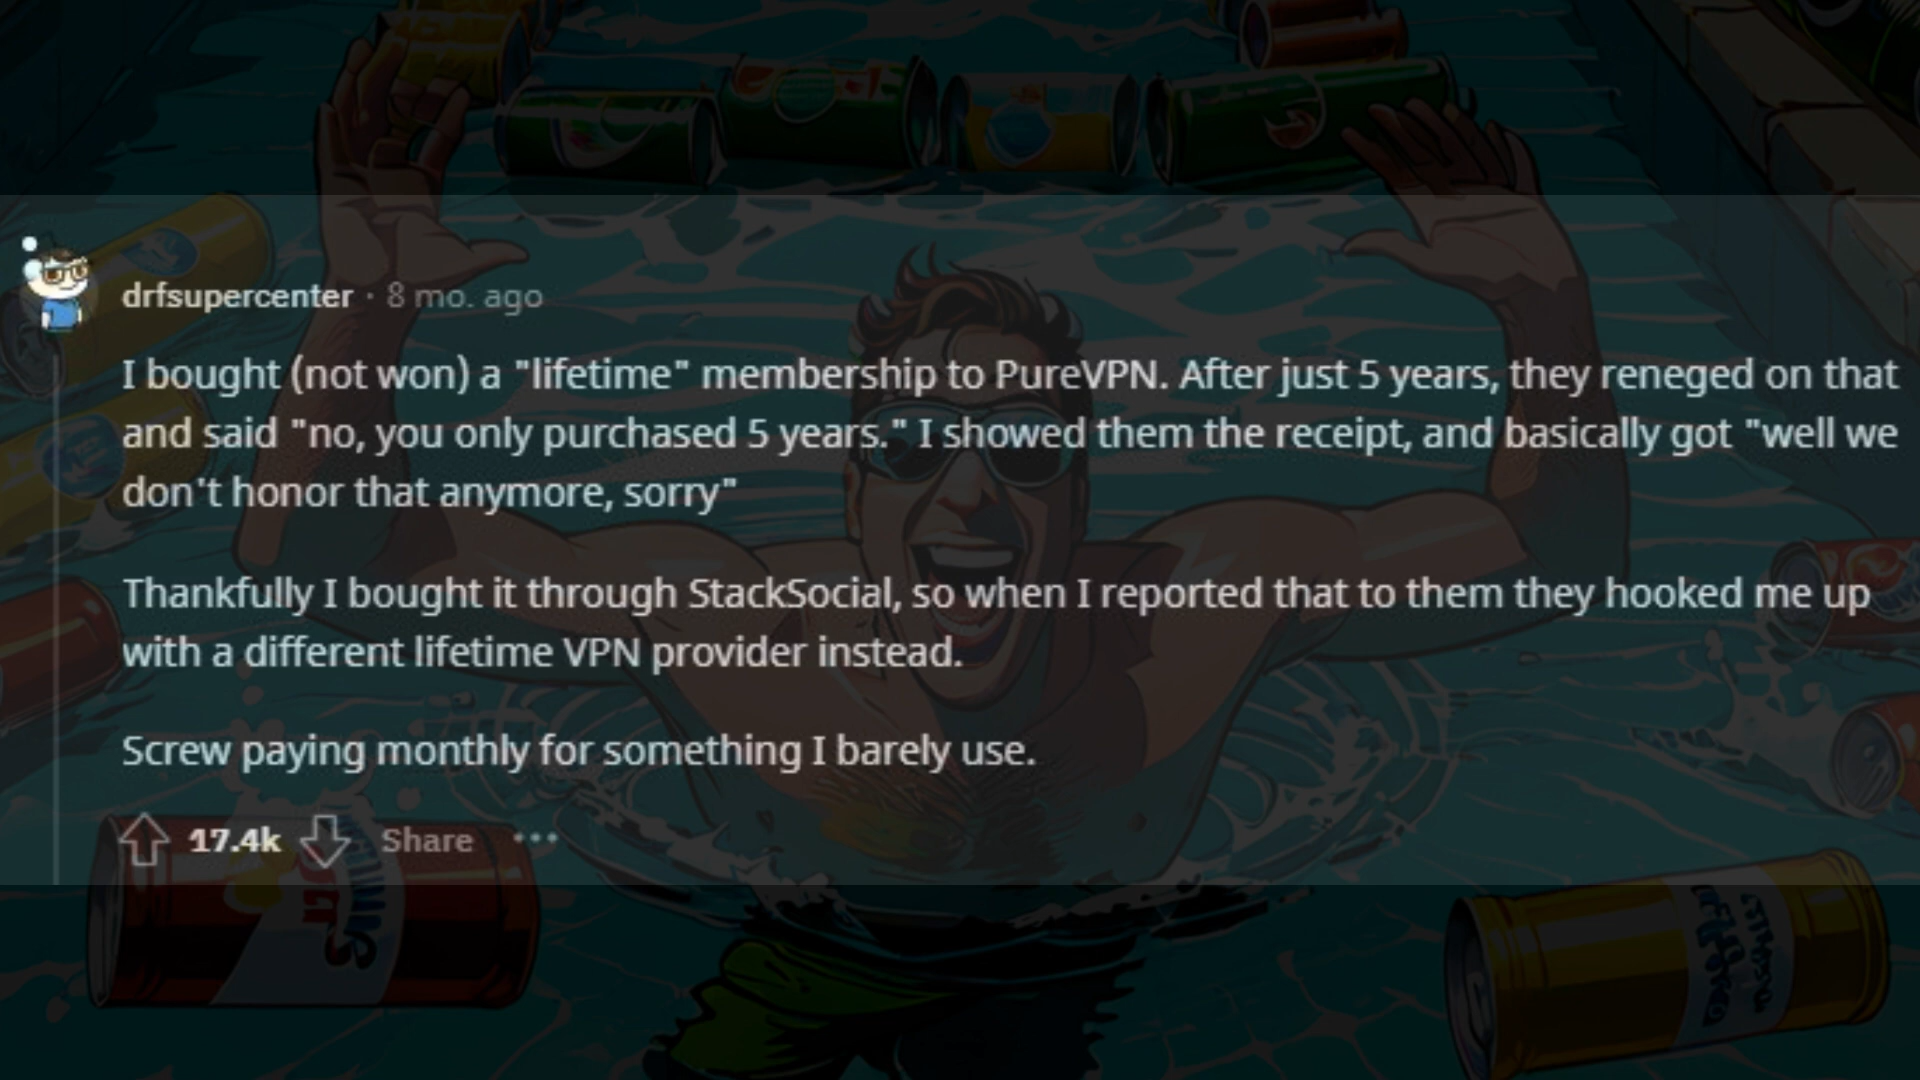 drfsupercenter · 8 mo. ago
I bought (not won) a "lifetime" membership to PureVPN. After just 5 years, they reneged on that
and said "no, you only purchased 5 years." I showed them the receipt, and basically got "well we
don't honor that anymore, sorry"
Thankfully I bought it through StackSocial, so when I reported that to them they hooked me up
with a different lifetime VPN provider instead.
Screw paying monthly for something I barely use.
17.4k Share ···